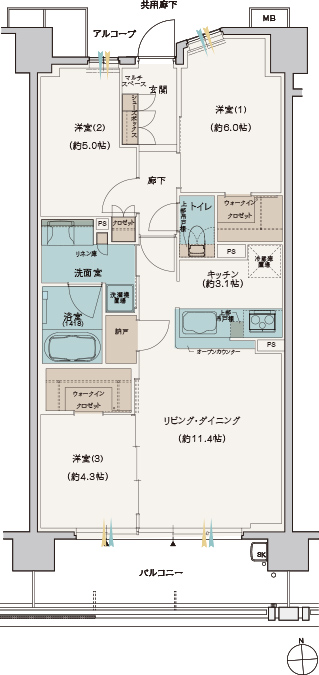 共用廊下
MB
アルコーブ
マルチ
スペース
玄関
シューズボックス
洋室(1)
(約6.0帖)
洋室(2)
(約5.0帖)
廊下
トイレ
上部吊戸棚
ウォークイン
クロゼット
PS
クロゼット
リネン庫
洗面室
PS
キッチン
(約3.1帖)
冷蔵庫
置場
洗濯機
置場
浴室
(1418)
納戸
上部
吊戸棚
PS
オープンカウンター
ウォークイン
クロゼット
リビング・ダイニング
(約11.4帖)
洋室(3)
(約4.3帖)
SK
バルコニー
N